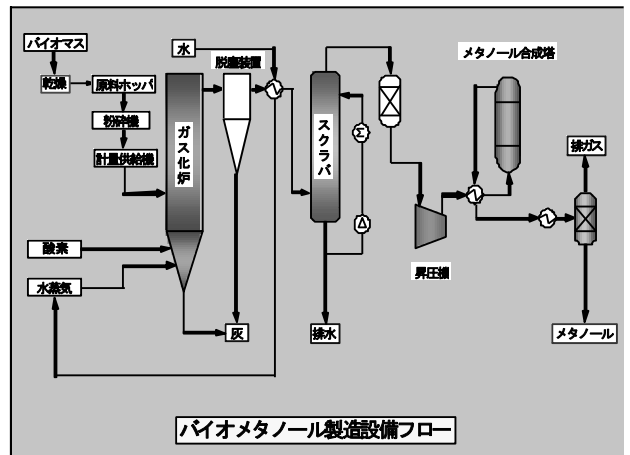 バイオマス
乾燥
原料ホッパ
粉砕機
計量供給機
酸素
水蒸気
水
ガス化炉
脱塵装置
灰
スクラバ
Σ
Δ
排水
昇圧機
メタノール合成塔
排ガス
メタノール
バイオメタノール製造設備フロー